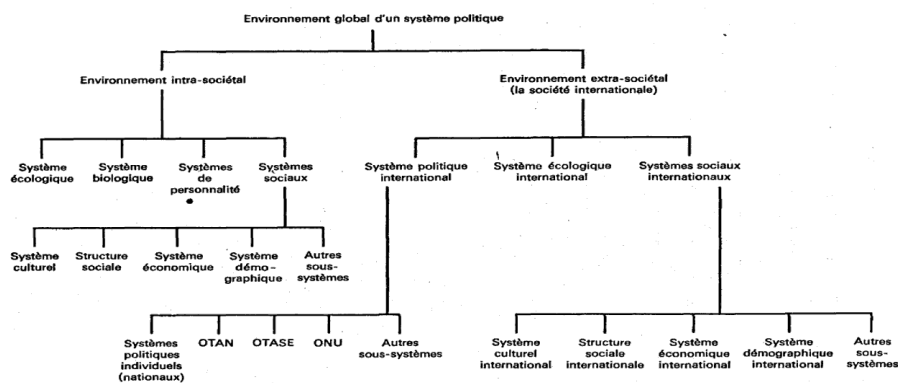 Environnement global d'un système politique
Environnement intra-sociétal
Environnement extra-sociétal
(la société internationale)
Système
écologique
Système
biologique
Systèmes
de
personnalité
Systèmes
sociaux
Système politique
international
Système écologique
international
Systèmes sociaux
internationaux
Système
culturel
Structure
sociale
Système
économique
Système
démo-
graphique
Autres
sous-
systèmes
Systèmes
politiques
individuels
(nationaux)
OTAN
OTASE
ONU
Autres
sous-systèmes
Système
culturel
international
Structure
sociale
internationale
Système
économique
international
Système
démographique
international
Autres
sous-
systèmes